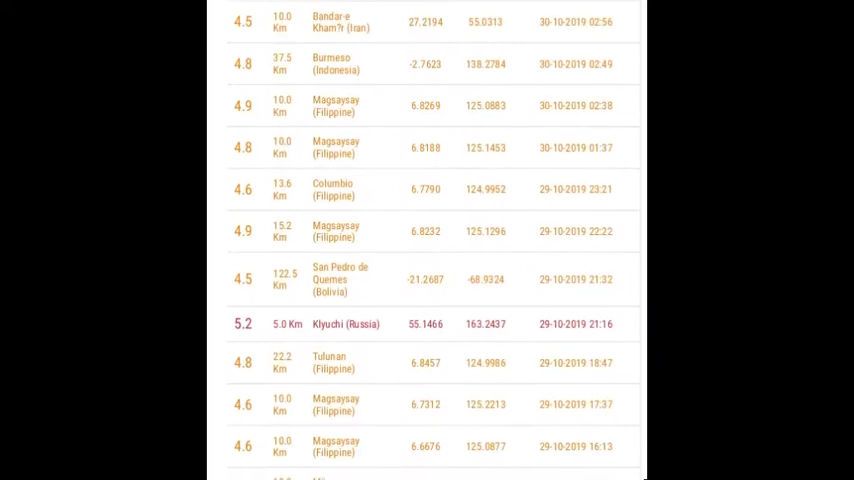 4.5 10.0 Km Bandar-e Kham?r (Iran) 27.2194 55.0313 30-10-2019 02:56
4.8 37.5 Km Burmeso (Indonesia) -2.7623 138.2784 30-10-2019 02:49
4.9 10.0 Km Magsaysay (Filippine) 6.8269 125.0883 30-10-2019 02:38
4.8 10.0 Km Magsaysay (Filippine) 6.8188 125.1453 30-10-2019 01:37
4.6 13.6 Km Columbio (Filippine) 6.7790 124.9952 29-10-2019 23:21
4.9 15.2 Km Magsaysay (Filippine) 6.8232 125.1296 29-10-2019 22:22
4.5 122.5 Km San Pedro de Quemes (Bolivia) -21.2687 -68.9324 29-10-2019 21:32
5.2 5.0 Km Klyuchi (Russia) 55.1466 163.2437 29-10-2019 21:16
4.8 22.2 Km Tulunan (Filippine) 6.8457 124.9986 29-10-2019 18:47
4.6 10.0 Km Magsaysay (Filippine) 6.7312 125.2213 29-10-2019 17:37
4.6 10.0 Km Magsaysay (Filippine) 6.6676 125.0877 29-10-2019 16:13